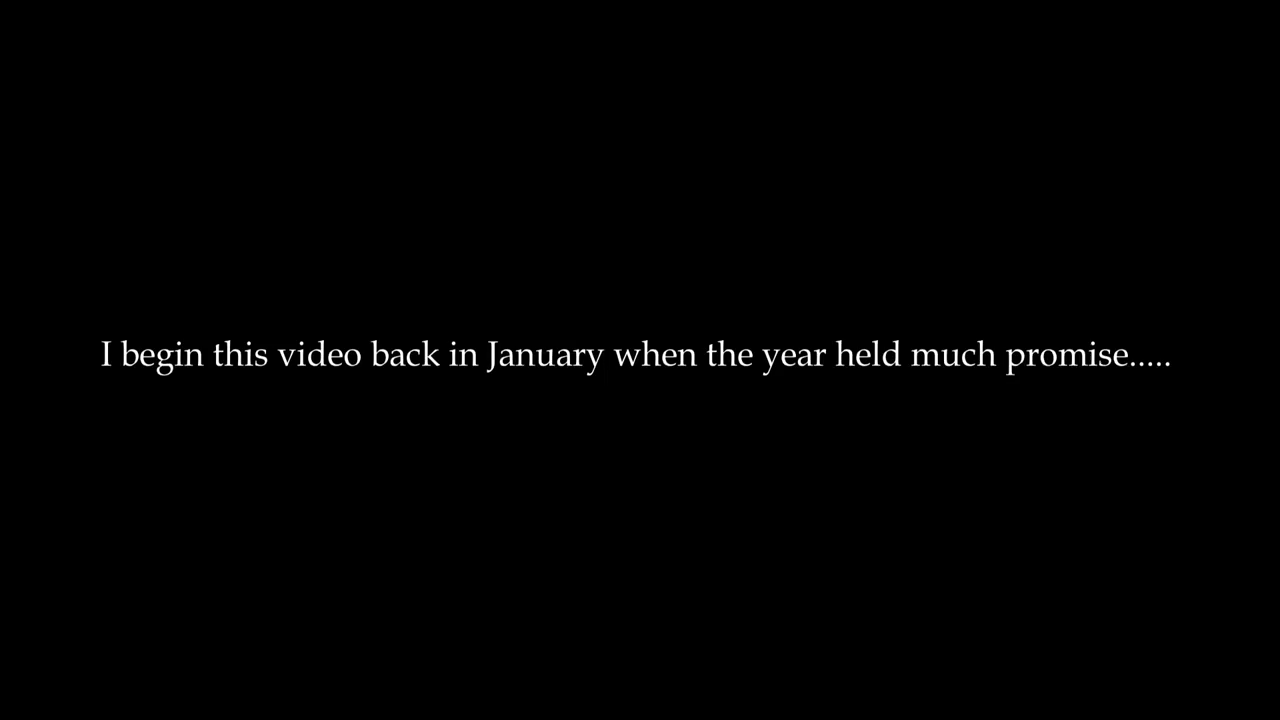 I begin this video back in January when the year held much promise.....